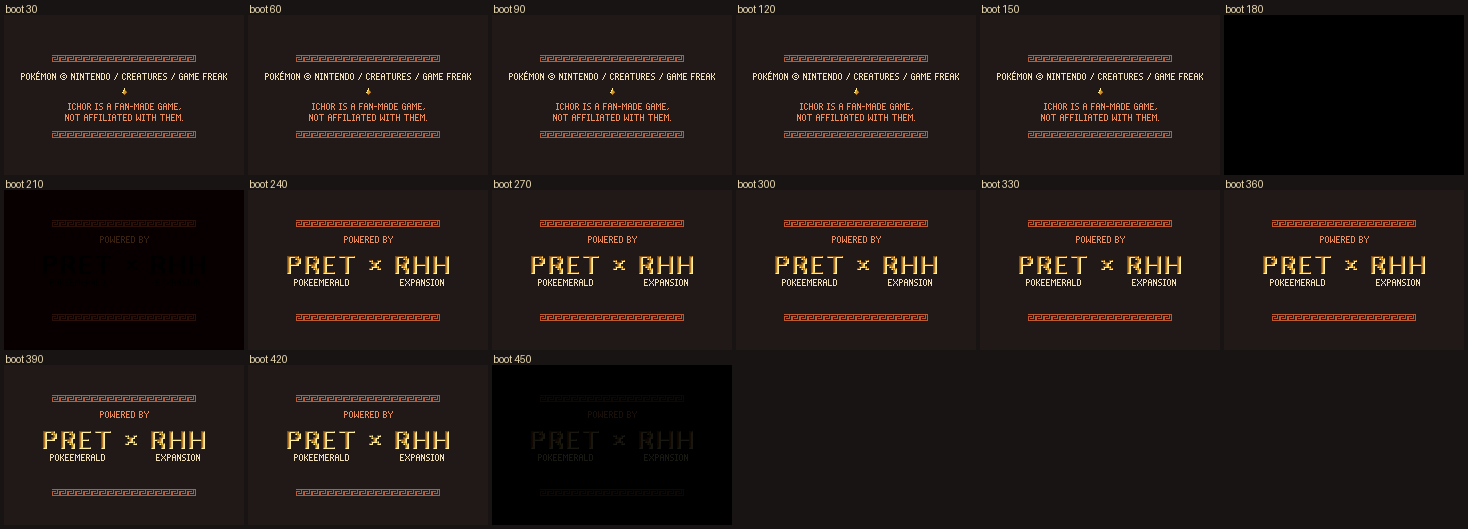 boot 30 boot 60 boot 90 boot 120 boot 150 boot 180
POKÉMON © NINTENDO / CREATURES / GAME FREAK POKÉMON © NINTENDO / CREATURES / GAME FREAK POKÉMON © NINTENDO / CREATURES / GAME FREAK POKÉMON © NINTENDO / CREATURES / GAME FREAK POKÉMON © NINTENDO / CREATURES / GAME FREAK
ICHOR IS A FAN-MADE GAME, ICHOR IS A FAN-MADE GAME, ICHOR IS A FAN-MADE GAME, ICHOR IS A FAN-MADE GAME, ICHOR IS A FAN-MADE GAME,
NOT AFFILIATED WITH THEM. NOT AFFILIATED WITH THEM. NOT AFFILIATED WITH THEM. NOT AFFILIATED WITH THEM. NOT AFFILIATED WITH THEM.
boot 210 boot 240 boot 270 boot 300 boot 330 boot 360
POWERED BY POWERED BY POWERED BY POWERED BY POWERED BY POWERED BY
PRET × RHH PRET × RHH PRET × RHH PRET × RHH PRET × RHH PRET × RHH
POKEEMERALD EXPANSION POKEEMERALD EXPANSION POKEEMERALD EXPANSION POKEEMERALD EXPANSION POKEEMERALD EXPANSION
boot 390 boot 420 boot 450
POWERED BY POWERED BY POWERED BY
PRET × RHH PRET × RHH PRET × RHH
POKEEMERALD EXPANSION POKEEMERALD EXPANSION POKEEMERALD EXPANSION